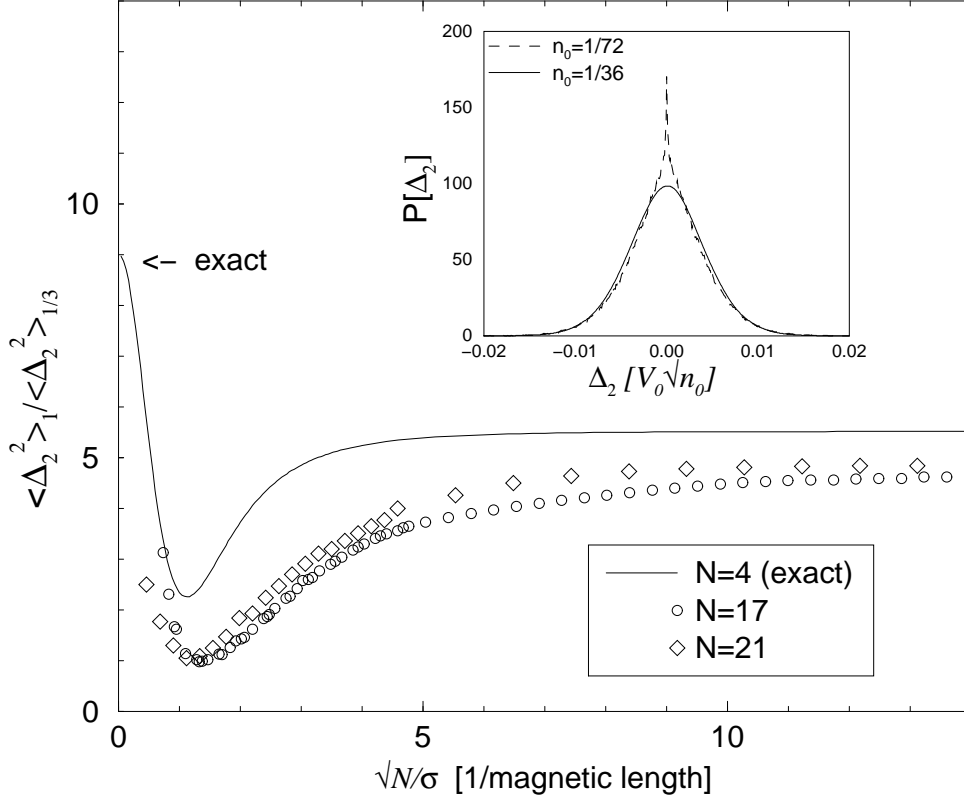 200
n₀=1/72
n₀=1/36
150
P[Δ₂]
100
50
0
−0.02 −0.01 0.00 0.01 0.02
Δ₂ [V₀√n₀]
10
<− exact
<Δ₂²>₁/<Δ₂²>₁/₃
5
N=4 (exact)
N=17
N=21
0
0 5 10
√N/σ [1/magnetic length]